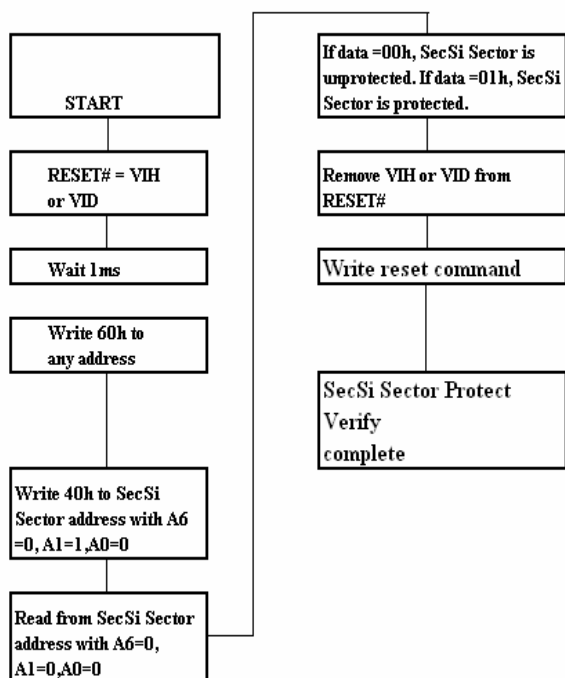 START
RESET# = VIH
or VID
Wait 1ms
Write 60h to
any address
Write 40h to SecSi
Sector address with A6
=0, A1=1,A0=0
Read from SecSi Sector
address with A6=0,
A1=0,A0=0
If data =00h, SecSi Sector is
unprotected. If data =01h, SecSi
Sector is protected.
Remove VIH or VID from
RESET#
Write reset command
SecSi Sector Protect
Verify
complete